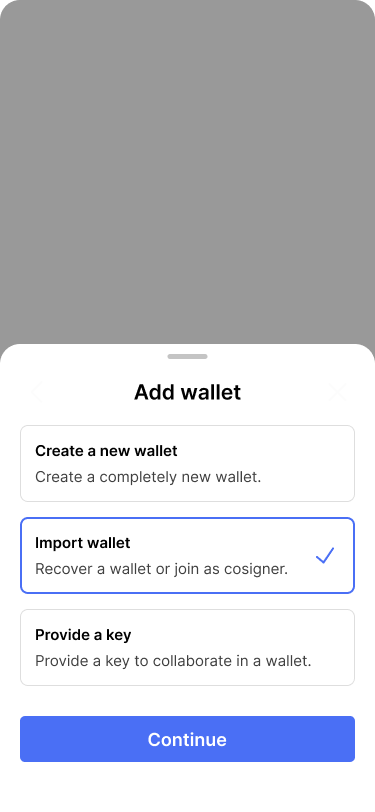 Add wallet
Create a new wallet
Create a completely new wallet.
Import wallet
Recover a wallet or join as cosigner.
Provide a key
Provide a key to collaborate in a wallet.
Continue